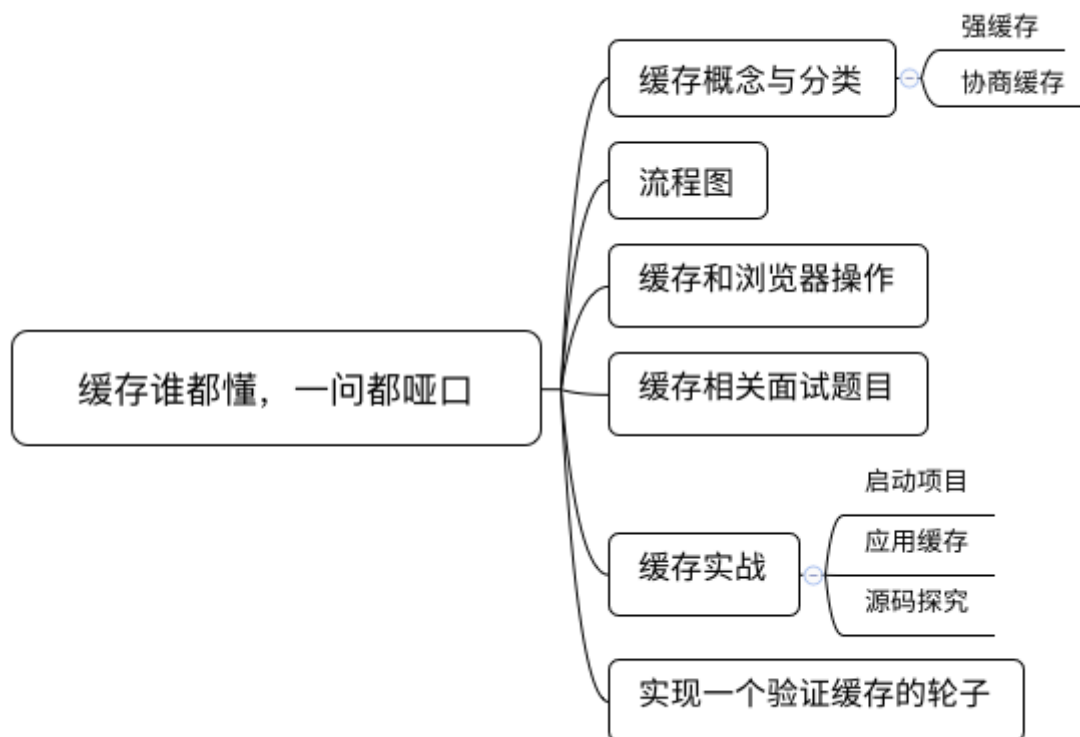 强缓存
缓存概念与分类
协商缓存
流程图
缓存和浏览器操作
缓存谁都懂，一问都哑口
缓存相关面试题目
启动项目
应用缓存
缓存实战
源码探究
实现一个验证缓存的轮子